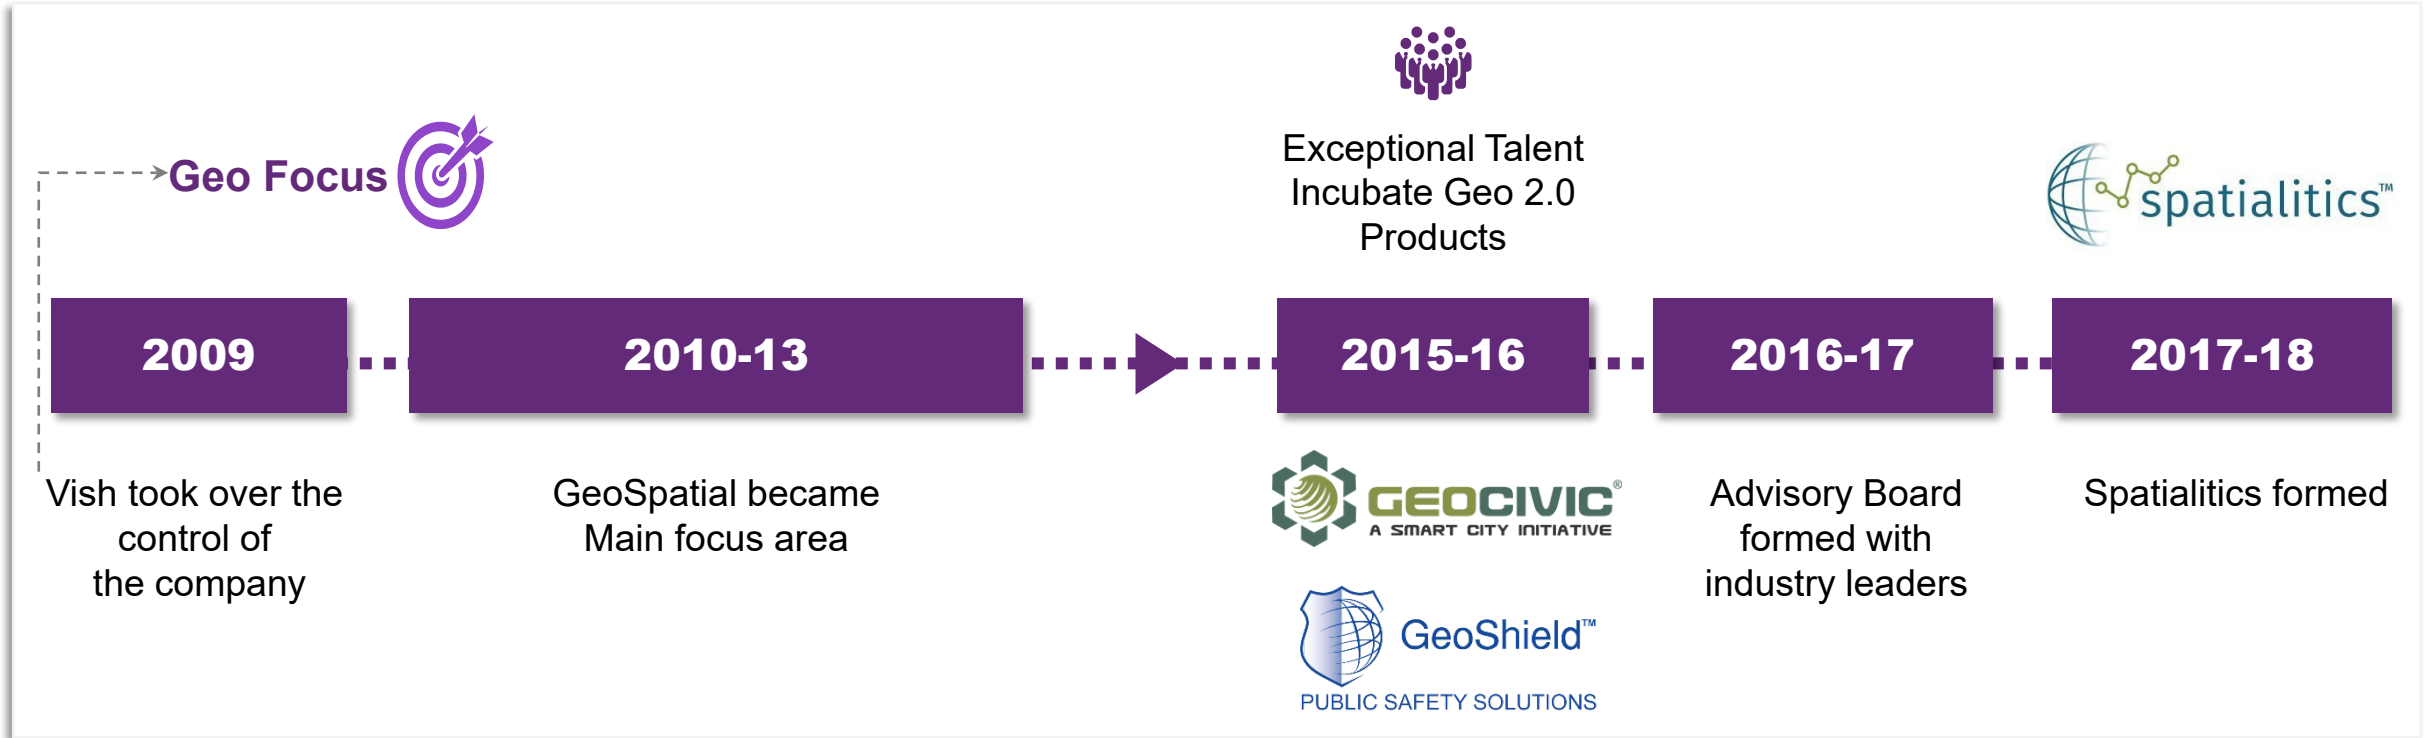 Geo Focus
Exceptional Talent
Incubate Geo 2.0
Products
spatialitics™
2009
2010-13
2015-16
2016-17
2017-18
Vish took over the
control of
the company
GeoSpatial became
Main focus area
GEOCIVIC®
A SMART CITY INITIATIVE
GeoShield™
PUBLIC SAFETY SOLUTIONS
Advisory Board
formed with
industry leaders
Spatialitics formed